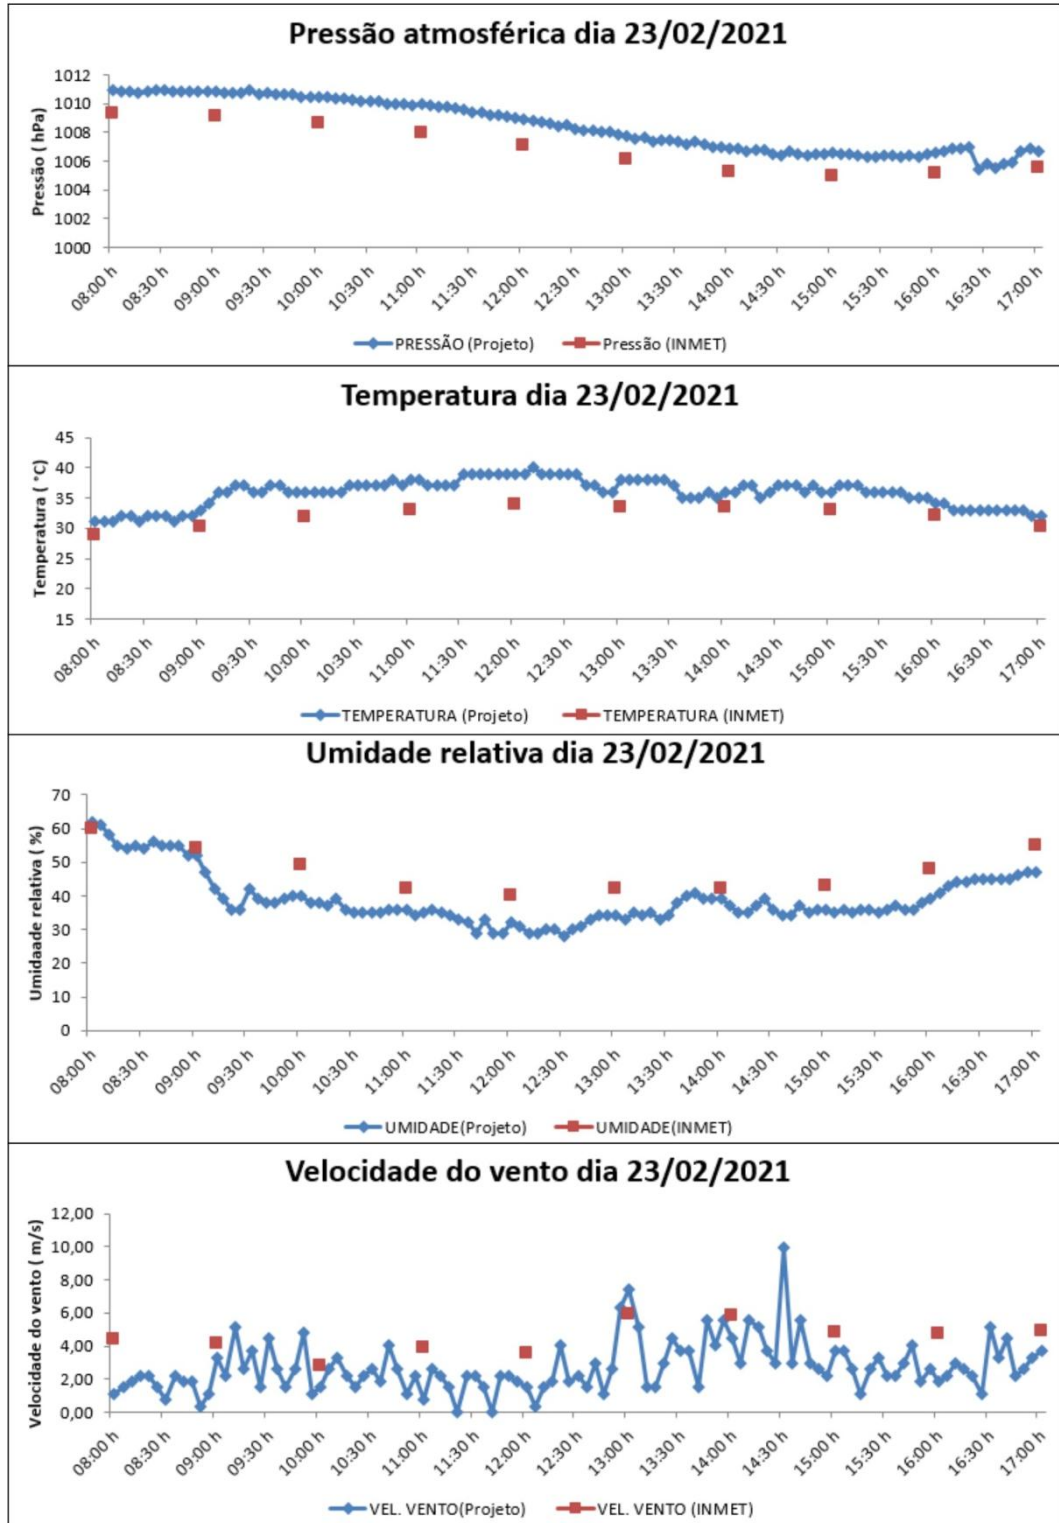 Pressão atmosférica dia 23/02/2021
Pressão ( hPa)
1012
1010
1008
1006
1004
1002
1000
08:00 h
08:30 h
09:00 h
09:30 h
10:00 h
10:30 h
11:00 h
11:30 h
12:00 h
12:30 h
13:00 h
13:30 h
14:00 h
14:30 h
15:00 h
15:30 h
16:00 h
16:30 h
17:00 h
PRESSÃO (Projeto) Pressão (INMET)
Temperatura dia 23/02/2021
Temperatura ( °C)
45
40
35
30
25
20
15
08:00 h
08:30 h
09:00 h
09:30 h
10:00 h
10:30 h
11:00 h
11:30 h
12:00 h
12:30 h
13:00 h
13:30 h
14:00 h
14:30 h
15:00 h
15:30 h
16:00 h
16:30 h
17:00 h
TEMPERATURA (Projeto) TEMPERATURA (INMET)
Umidade relativa dia 23/02/2021
Umidaade relativa ( %)
70
60
50
40
30
20
10
0
08:00 h
08:30 h
09:00 h
09:30 h
10:00 h
10:30 h
11:00 h
11:30 h
12:00 h
12:30 h
13:00 h
13:30 h
14:00 h
14:30 h
15:00 h
15:30 h
16:00 h
16:30 h
17:00 h
UMIDADE(Projeto) UMIDADE(INMET)
Velocidade do vento dia 23/02/2021
Velocidade do vento ( m/s)
12,00
10,00
8,00
6,00
4,00
2,00
0,00
08:00 h
08:30 h
09:00 h
09:30 h
10:00 h
10:30 h
11:00 h
11:30 h
12:00 h
12:30 h
13:00 h
13:30 h
14:00 h
14:30 h
15:00 h
15:30 h
16:00 h
16:30 h
17:00 h
VEL. VENTO(Projeto) VEL. VENTO (INMET)